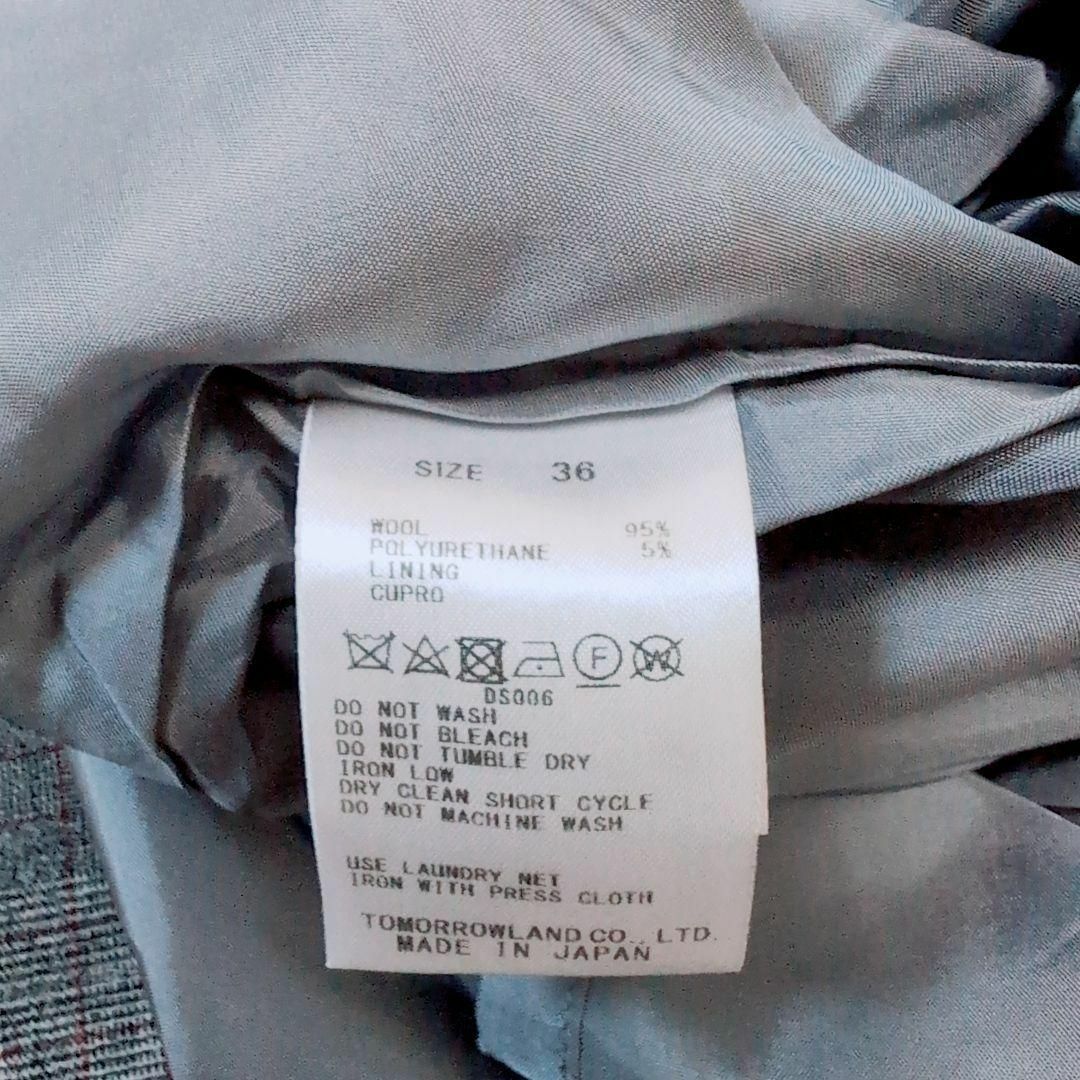 SIZE 36
WOOL 95%
POLYURETHANE 5%
LINING
CUPRO
F W
DS006
DO NOT WASH
DO NOT BLEACH
DO NOT TUMBLE DRY
IRON LOW
DRY CLEAN SHORT CYCLE
DO NOT MACHINE WASH
USE LAUNDRY NET
IRON WITH PRESS CLOTH
TOMORROWLAND CO., LTD.
MADE IN JAPAN